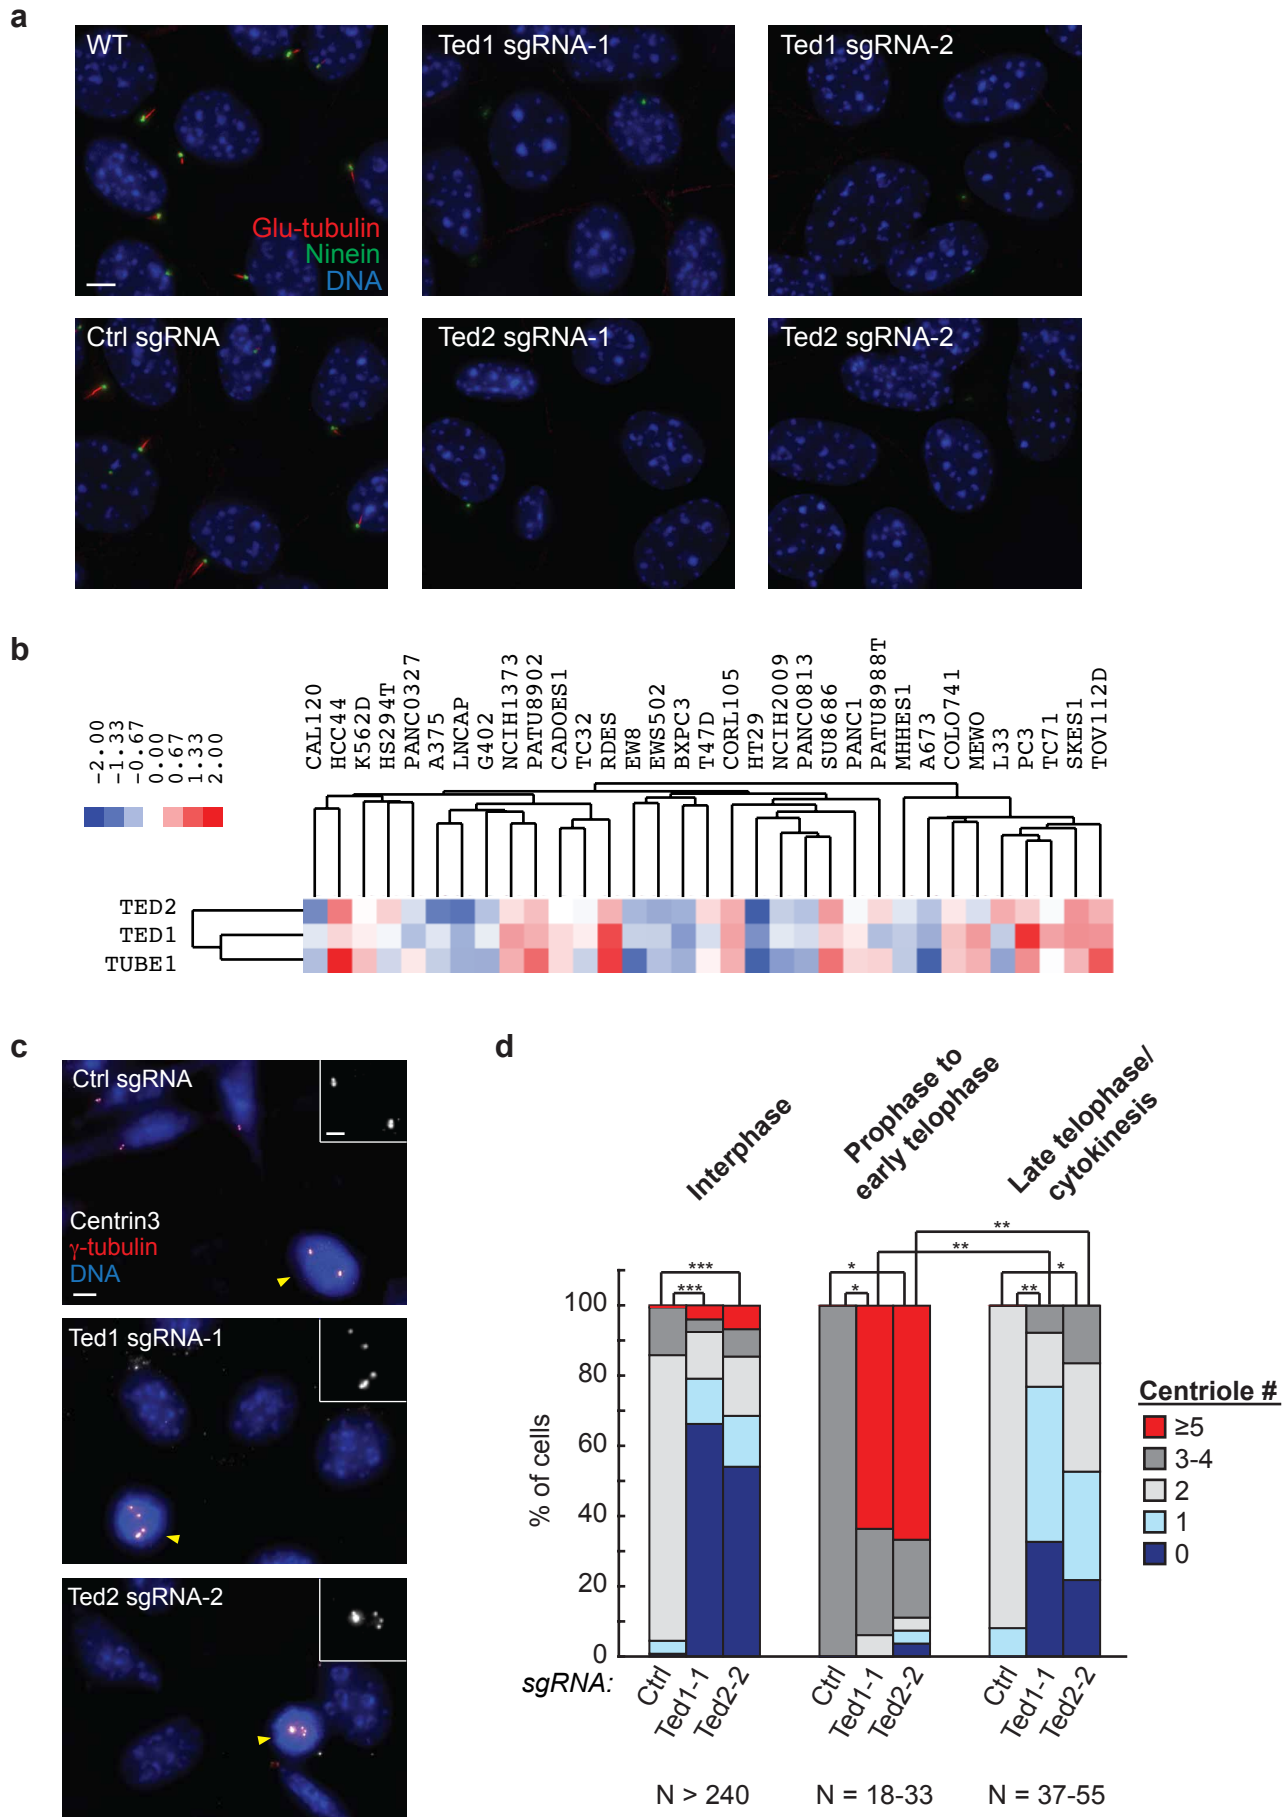 a
WT
Glu-tubulin
Ninein
DNA
Ted1 sgRNA-1
Ted1 sgRNA-2
Ctrl sgRNA
Ted2 sgRNA-1
Ted2 sgRNA-2
b
-2.00
-1.33
-0.67
0.00
0.67
1.33
2.00
CAL120
HCC44
K562D
HS294T
PANC0327
A375
LNCAP
G402
NCIH1373
PATU8902
CADOES1
TC32
RDES
EW8
EWS502
BXPC3
T47D
CORL105
HT29
NCIH2009
PANC0813
SU8686
PANC1
PATU8988T
MHHES1
A673
COLO741
MEWO
L33
PC3
TC71
SKES1
TOV112D
TED2
TED1
TUBE1
c
Ctrl sgRNA
Centrin3
γ-tubulin
DNA
Ted1 sgRNA-1
Ted2 sgRNA-2
d
Interphase
Prophase to
early telophase
Late telophase/
cytokinesis
***
***
*
*
**
**
**
*
% of cells
100
80
60
40
20
0
sgRNA:
Ctrl
Ted1-1
Ted2-2
Ctrl
Ted1-1
Ted2-2
Ctrl
Ted1-1
Ted2-2
N > 240
N = 18-33
N = 37-55
Centriole #
≥5
3-4
2
1
0